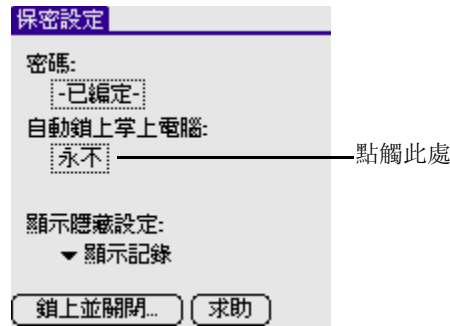 保密設定
密碼:
-已編定-
自動鎖上掌上電腦:
永不
點觸此處
顯示隱藏設定:
顯示記錄
鎖上並關閉... 求助